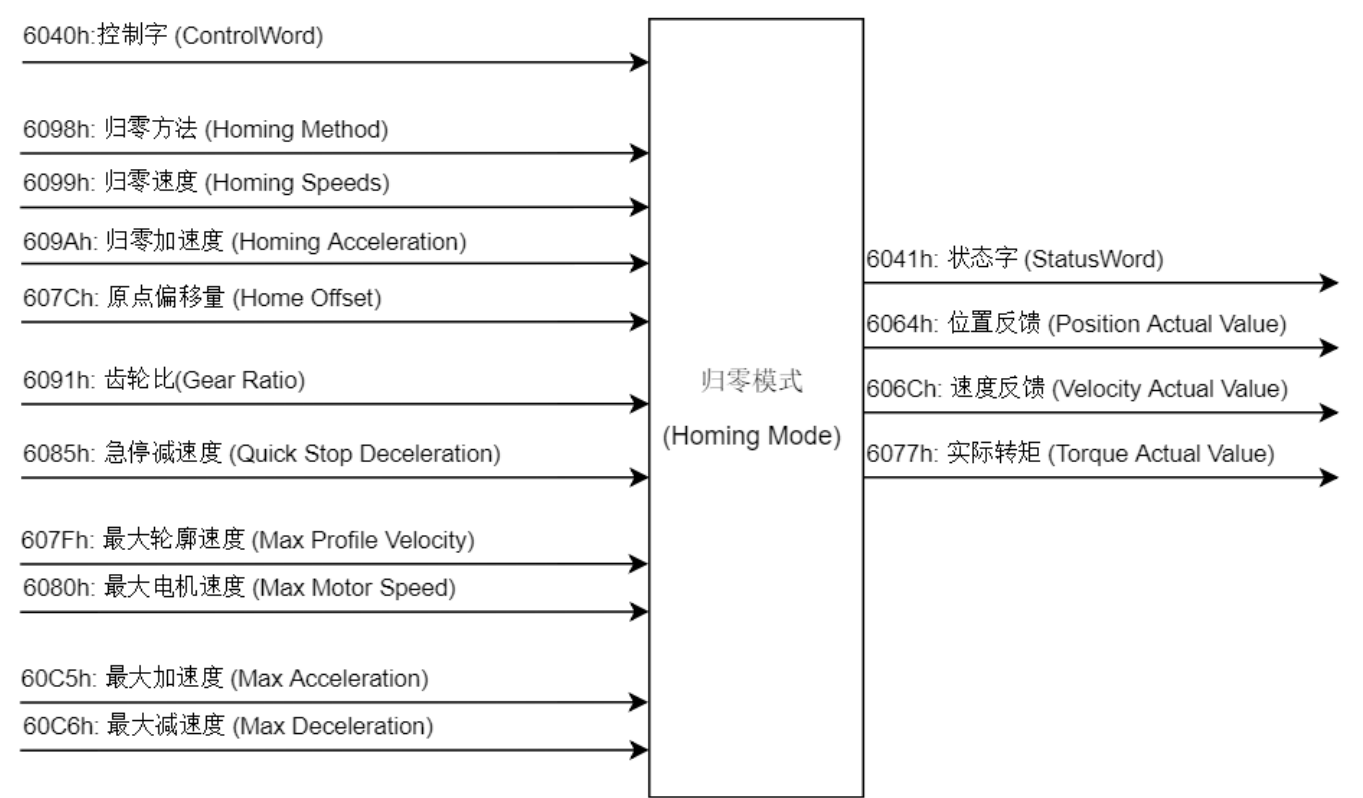 6040h:控制字 (ControlWord)
6098h: 归零方法 (Homing Method)
6099h: 归零速度 (Homing Speeds)
609Ah: 归零加速度 (Homing Acceleration)
607Ch: 原点偏移量 (Home Offset)
6091h: 齿轮比(Gear Ratio)
6085h: 急停减速度 (Quick Stop Deceleration)
607Fh: 最大轮廓速度 (Max Profile Velocity)
6080h: 最大电机速度 (Max Motor Speed)
60C5h: 最大加速度 (Max Acceleration)
60C6h: 最大减速度 (Max Deceleration)
归零模式
(Homing Mode)
6041h: 状态字 (StatusWord)
6064h: 位置反馈 (Position Actual Value)
606Ch: 速度反馈 (Velocity Actual Value)
6077h: 实际转矩 (Torque Actual Value)